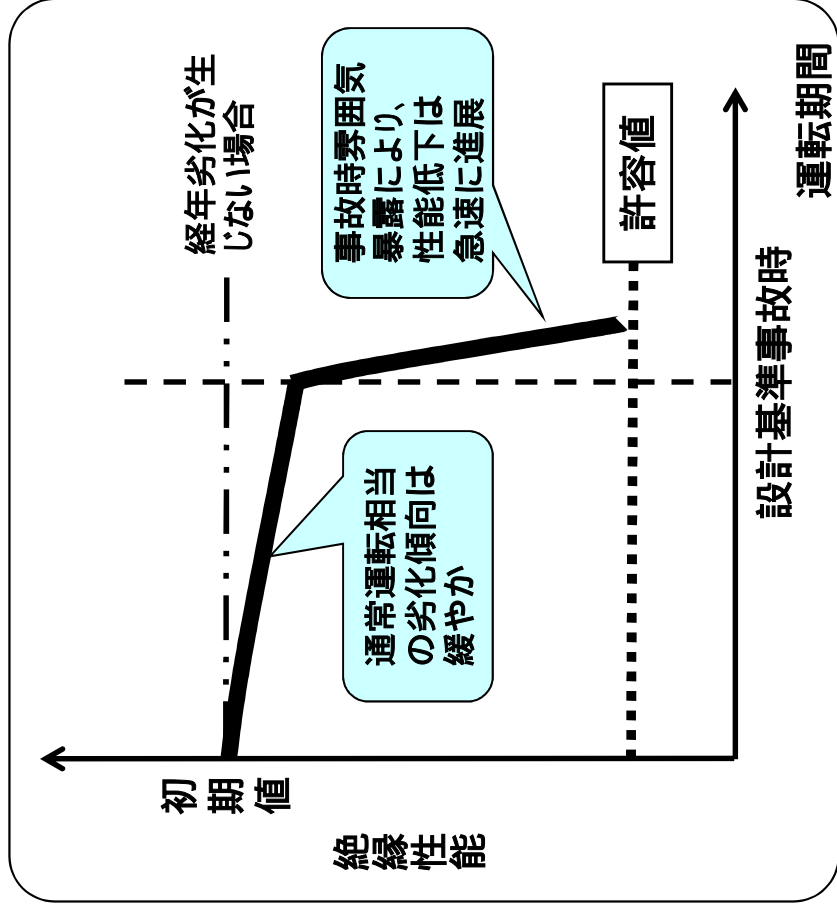 経年劣化が生
じない場合
事故時雰囲気
暴露により、
性能低下は
急速に進展
初期値
通常運転相当
の劣化傾向は
緩やか
許容値
絶縁性能
設計基準事故時
運転期間